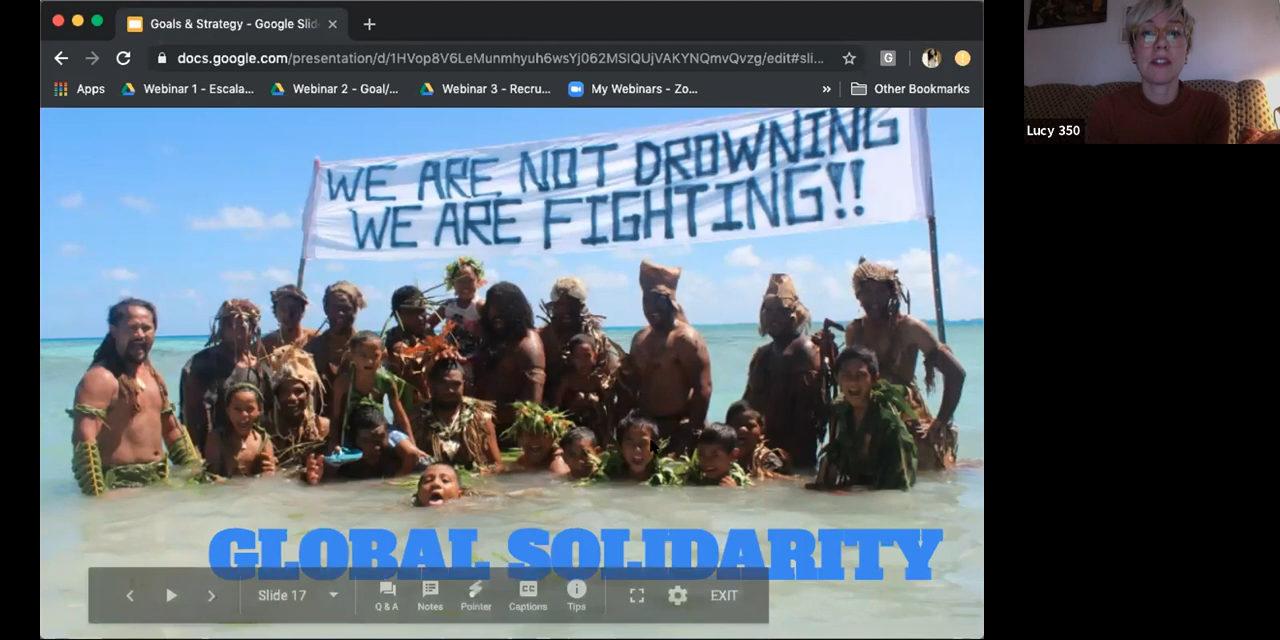 Goals & Strategy - Google Slid
docs.google.com/presentation/d/1HVop8V6LeMunmhyuh6wsYj062MSIQUjVAKYNQmvQvzg/edit#sli...
G
Apps
Webinar 1 - Escala...
Webinar 2 - Goal/...
Webinar 3 - Recru...
My Webinars - Zo...
»
Other Bookmarks
WE ARE NOT DROWNING
WE ARE FIGHTING!!
Lucy 350
GLOBAL SOLIDARITY
Slide 17
CC
Q & A
Notes
Pointer
Captions
Tips
EXIT